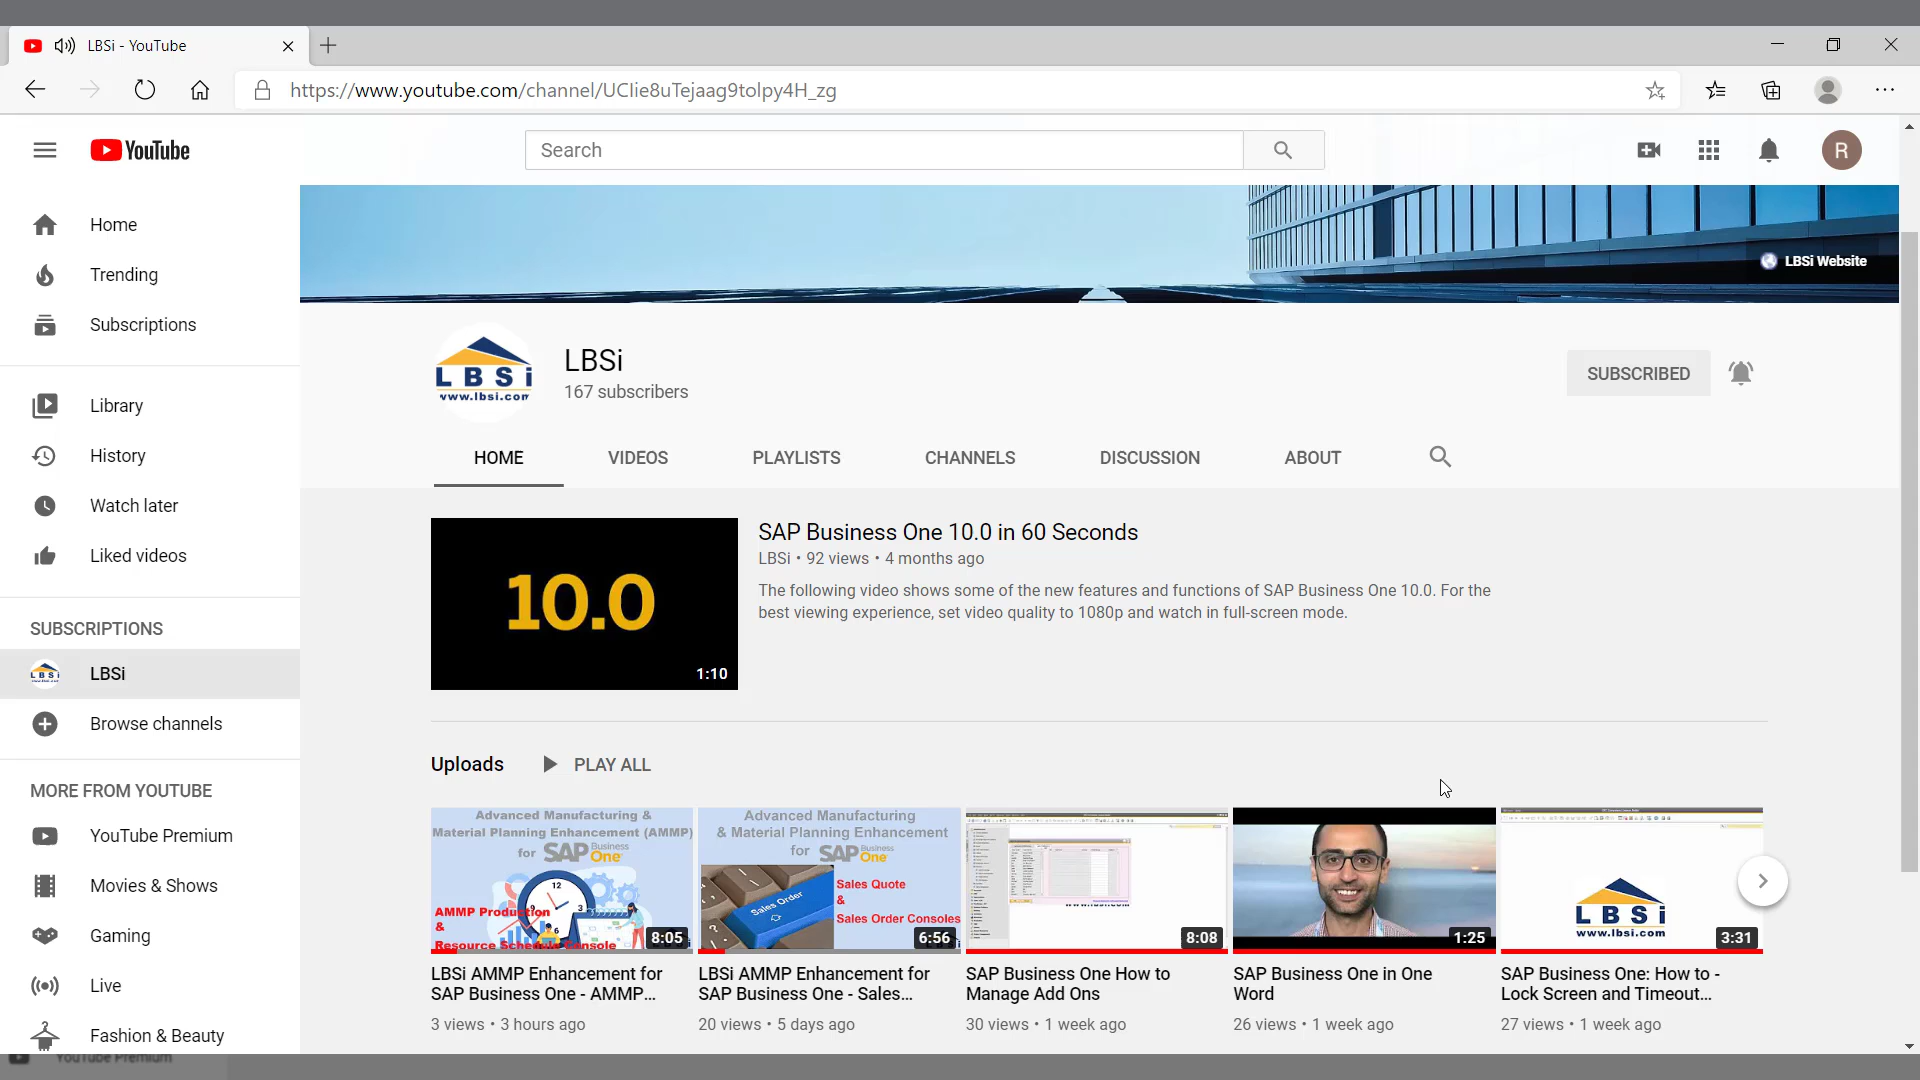 LBSi - YouTube
https://www.youtube.com/channel/UClie8uTejaag9tolpy4H_zg
YouTube
Search
R
Home
Trending
Subscriptions
Library
History
Watch later
Liked videos
SUBSCRIPTIONS
LBSi
Browse channels
MORE FROM YOUTUBE
YouTube Premium
Movies & Shows
Gaming
Live
Fashion & Beauty
YouTube Premium
LBSi Website
LBSi
www.lbsi.com
LBSi
167 subscribers
SUBSCRIBED
HOME VIDEOS PLAYLISTS CHANNELS DISCUSSION ABOUT
10.0
1:10
SAP Business One 10.0 in 60 Seconds
LBSi • 92 views • 4 months ago
The following video shows some of the new features and functions of SAP Business One 10.0. For the
best viewing experience, set video quality to 1080p and watch in full-screen mode.
Uploads PLAY ALL
Advanced Manufacturing &
Material Planning Enhancement (AMMP)
for SAP Business One
12
3
AMMP Production
&
Resource Schedule Console
8:05
LBSi AMMP Enhancement for
SAP Business One - AMMP...
3 views • 3 hours ago
Advanced Manufacturing
& Material Planning Enhancement
for SAP Business One
Sales Order
Sales Quote
&
Sales Order Consoles
6:56
LBSi AMMP Enhancement for
SAP Business One - Sales...
20 views • 5 days ago
www.lbsi.com
8:08
SAP Business One How to
Manage Add Ons
30 views • 1 week ago
1:25
SAP Business One in One
Word
26 views • 1 week ago
LBSi
www.lbsi.com
3:31
SAP Business One: How to -
Lock Screen and Timeout...
27 views • 1 week ago